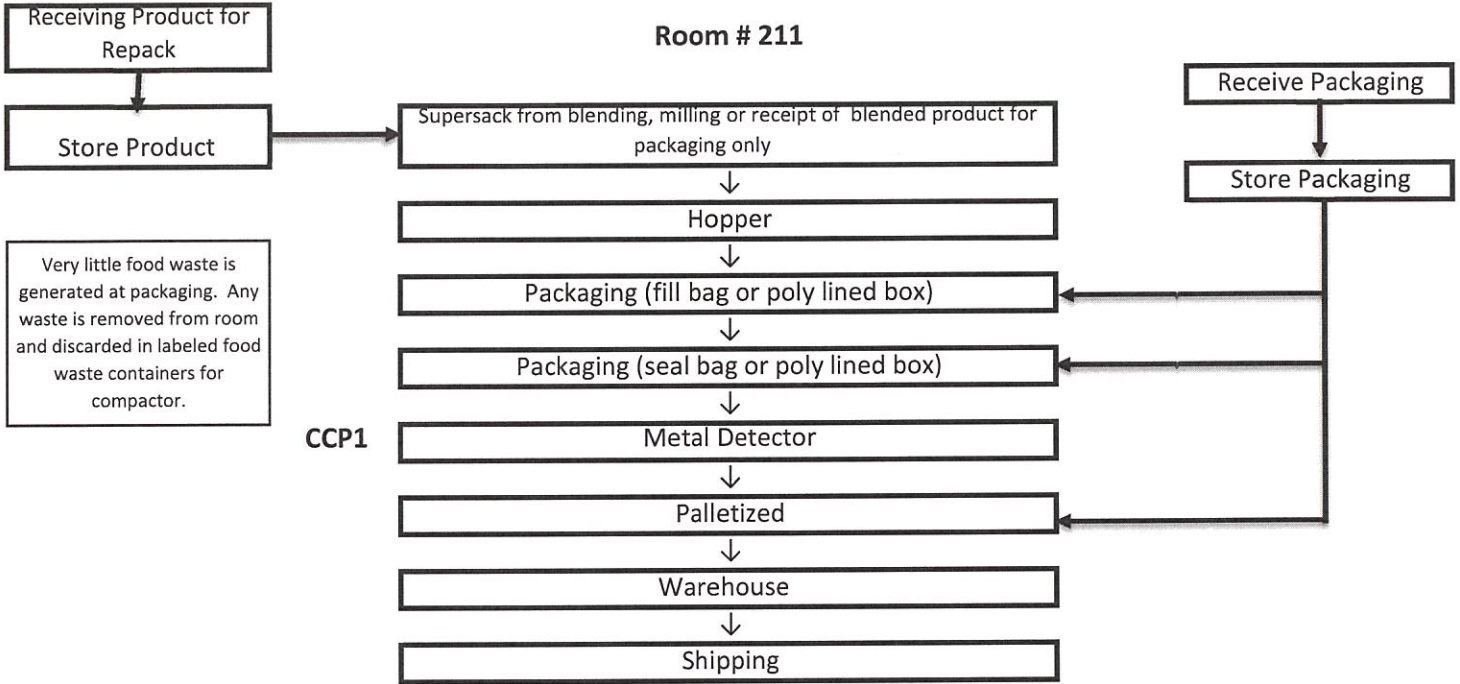 Receiving Product for
Repack
Room # 211
Receive Packaging
Store Product
Supersack from blending, milling or receipt of blended product for
packaging only
Store Packaging
Hopper
Very little food waste is
generated at packaging. Any
waste is removed from room
and discarded in labeled food
waste containers for
compactor.
Packaging (fill bag or poly lined box)
Packaging (seal bag or poly lined box)
CCP1
Metal Detector
Palletized
Warehouse
Shipping